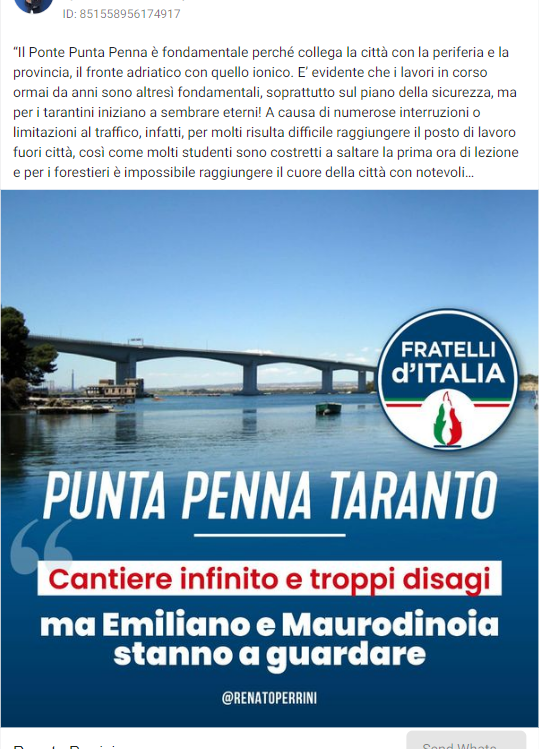 ID: 851558956174917
“Il Ponte Punta Penna è fondamentale perché collega la città con la periferia e la
provincia, il fronte adriatico con quello ionico. E’ evidente che i lavori in corso
ormai da anni sono altresì fondamentali, soprattutto sul piano della sicurezza, ma
per i tarantini iniziano a sembrare eterni! A causa di numerose interruzioni o
limitazioni al traffico, infatti, per molti risulta difficile raggiungere il posto di lavoro
fuori città, così come molti studenti sono costretti a saltare la prima ora di lezione
e per i forestieri è impossibile raggiungere il cuore della città con notevoli...
FRATELLI
d'ITALIA
PUNTA PENNA TARANTO
“
Cantiere infinito e troppi disagi
ma Emiliano e Maurodinoia
stanno a guardare
@RENATOPERRINI